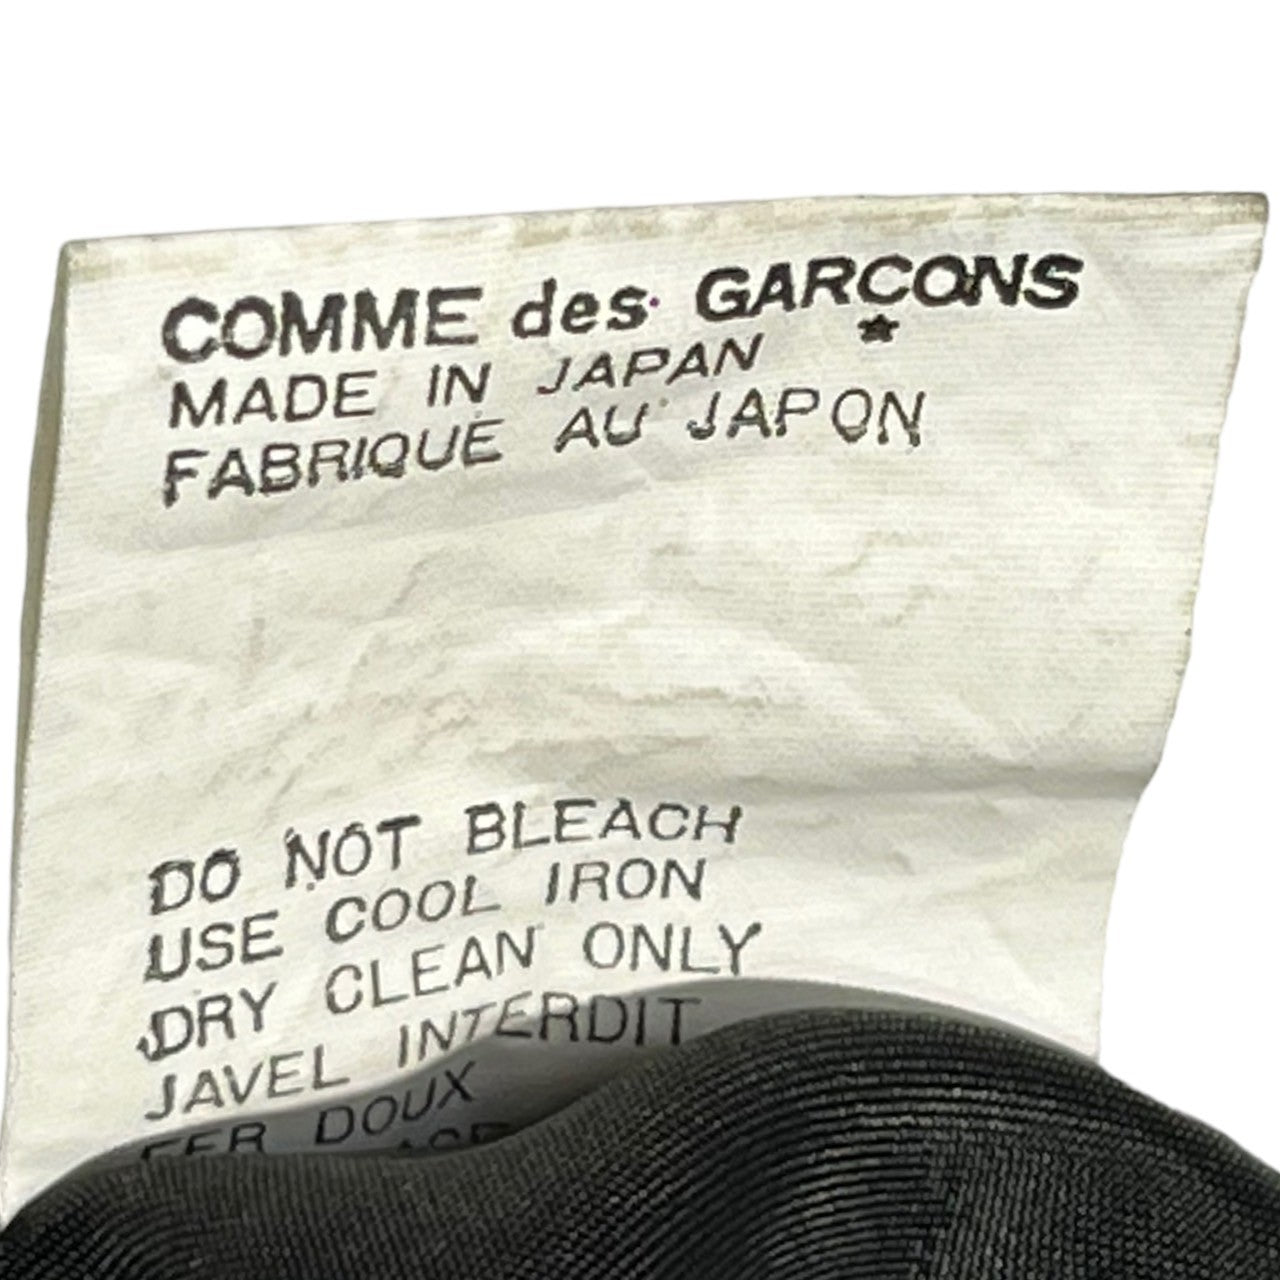 COMME des GARCONS
★
MADE IN JAPAN
FABRIQUE AU JAPON
DO NOT BLEACH
USE COOL IRON
DRY CLEAN ONLY
JAVEL INTERDIT
FER DOUX